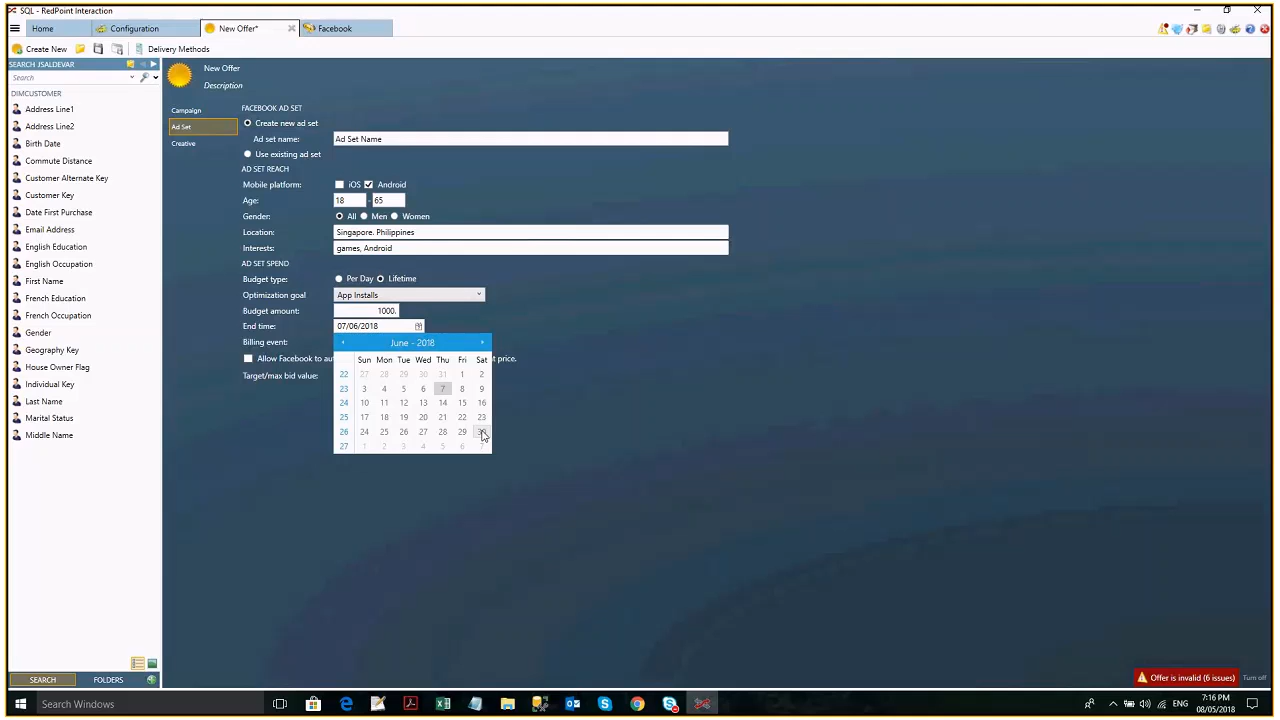 SQL - RedPoint Interaction
Home
Configuration
New Offer*
Facebook
Create New
Delivery Methods
SEARCH JSALDEVAR
Search
DIMCUSTOMER
Address Line1
Address Line2
Birth Date
Commute Distance
Customer Alternate Key
Customer Key
Date First Purchase
Email Address
English Education
English Occupation
First Name
French Education
French Occupation
Gender
Geography Key
House Owner Flag
Individual Key
Last Name
Marital Status
Middle Name
SEARCH
FOLDERS
New Offer
Description
Campaign
Ad Set
Creative
FACEBOOK AD SET
Create new ad set
Ad set name: Ad Set Name
Use existing ad set
AD SET REACH
Mobile platform: iOS Android
Age: 18 - 65
Gender: All Men Women
Location: Singapore. Philippines
Interests: games, Android
AD SET SPEND
Budget type: Per Day Lifetime
Optimization goal App Installs
Budget amount: 1000.
End time: 07/06/2018
Billing event:
Allow Facebook to t price.
Target/max bid value:
June - 2018
Sun Mon Tue Wed Thu Fri Sat
22 27 28 29 30 31 1 2
23 3 4 5 6 7 8 9
24 10 11 12 13 14 15 16
25 17 18 19 20 21 22 23
26 24 25 26 27 28 29 30
27 1 2 3 4 5 6 7
Offer is invalid (6 issues) Turn off
Search Windows
ENG
7:16 PM
08/05/2018